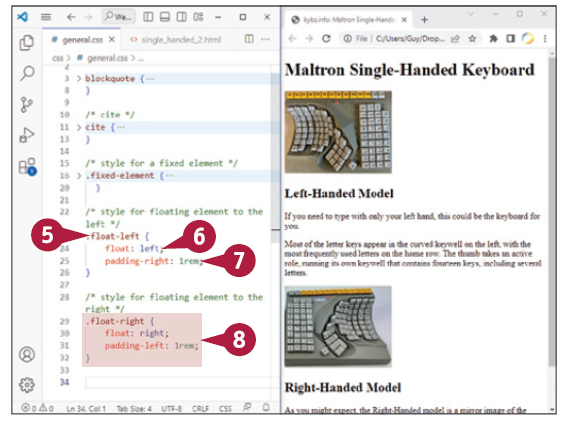 We...
general.css
single_handed_2.html
css > # general.css > ...
2
3 > blockquote { ...
8 }
9
10 /* cite */
11 > cite { ...
13 }
14
15 /* style for a fixed element */
16 > .fixed-element { ...
20 }
21
22 /* style for floating element to the
left */
.float-left {
24 float: left;
25 padding-right: 1rem;
26 }
27
28 /* style for floating element to the
right */
29 .float-right {
30 float: right;
31 padding-left: 1rem;
32 }
33
34
5
6
7
8
0 0 Ln 34, Col 1 Tab Size: 4 UTF-8 CRLF CSS
kybz.info: Maltron Single-Hande
File | C:/Users/Guy/Drop...
Maltron Single-Handed Keyboard
Left-Handed Model
If you need to type with only your left hand, this could be the keyboard for
you.
Most of the letter keys appear in the curved keywell on the left, with the
most frequently used letters on the home row. The thumb takes an active
role, running its own keywell that contains fourteen keys, including several
letters.
Right-Handed Model
As you might expect, the Right-Handed model is a mirror image of the